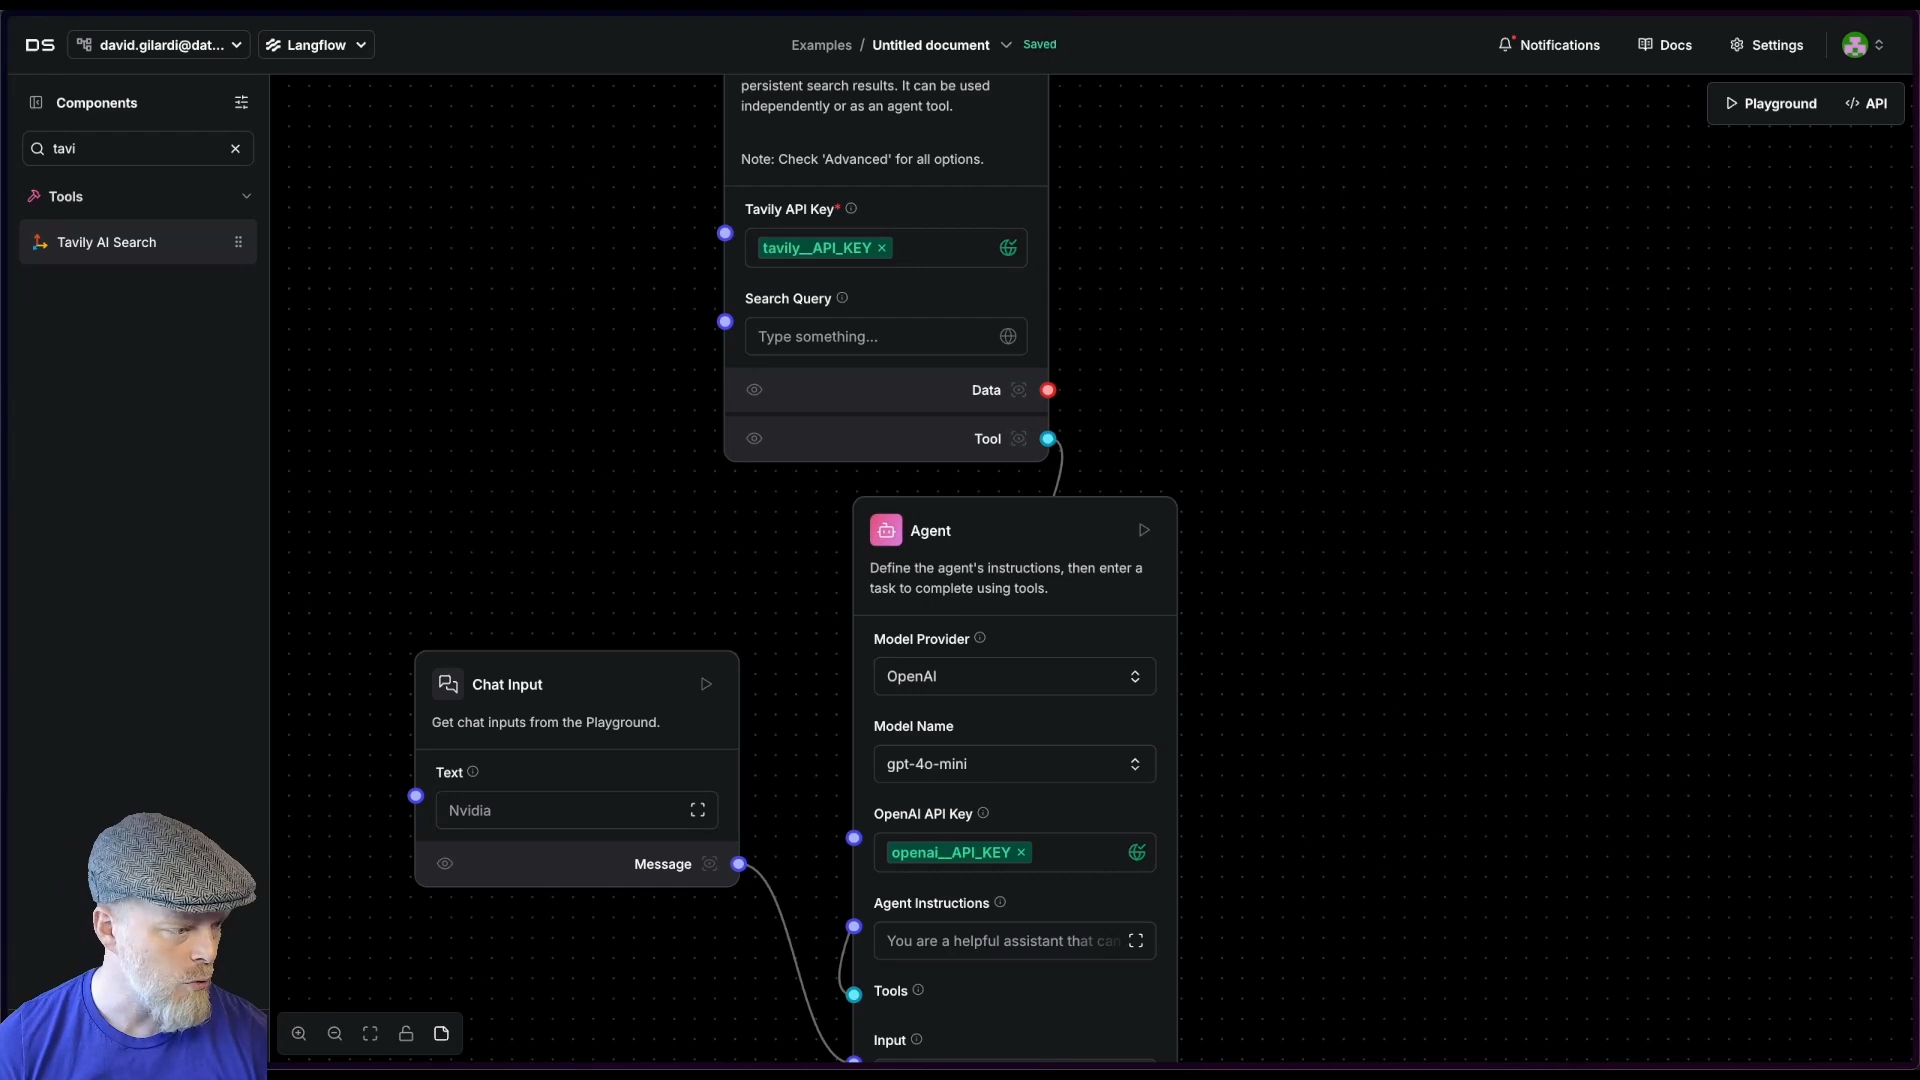 DS
david.gilardi@dat...
Langflow
Examples / Untitled document
Saved
Notifications
Docs
Settings
Components
Playground
API
tavi
Tools
Tavily AI Search
persistent search results. It can be used
independently or as an agent tool.
Note: Check 'Advanced' for all options.
Tavily API Key*
tavily__API_KEY
Search Query
Type something...
Data
Tool
Agent
Define the agent's instructions, then enter a
task to complete using tools.
Model Provider
OpenAI
Model Name
gpt-4o-mini
OpenAI API Key
openai__API_KEY
Agent Instructions
You are a helpful assistant that can
Tools
Input
Chat Input
Get chat inputs from the Playground.
Text
Nvidia
Message